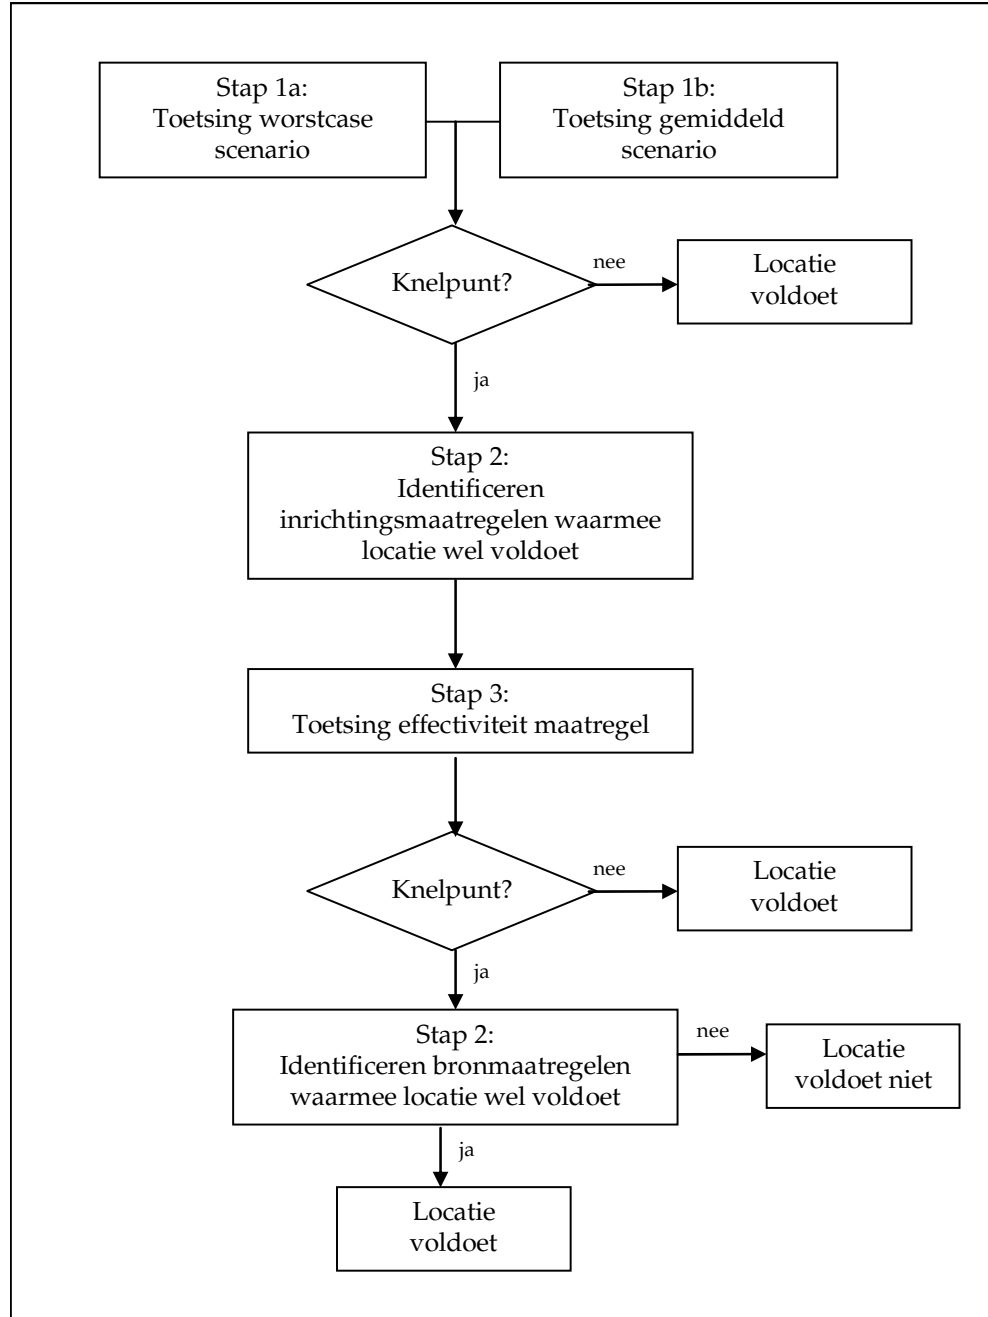 Stap 1a:
Toetsing worstcase
scenario
Stap 1b:
Toetsing gemiddeld
scenario
Knelpunt?
nee
Locatie
voldoet
ja
Stap 2:
Identificeren
inrichtingsmaatregelen waarmee
locatie wel voldoet
Stap 3:
Toetsing effectiviteit maatregel
Knelpunt?
nee
Locatie
voldoet
ja
Stap 2:
Identificeren bronmaatregelen
waarmee locatie wel voldoet
nee
Locatie
voldoet niet
ja
Locatie
voldoet